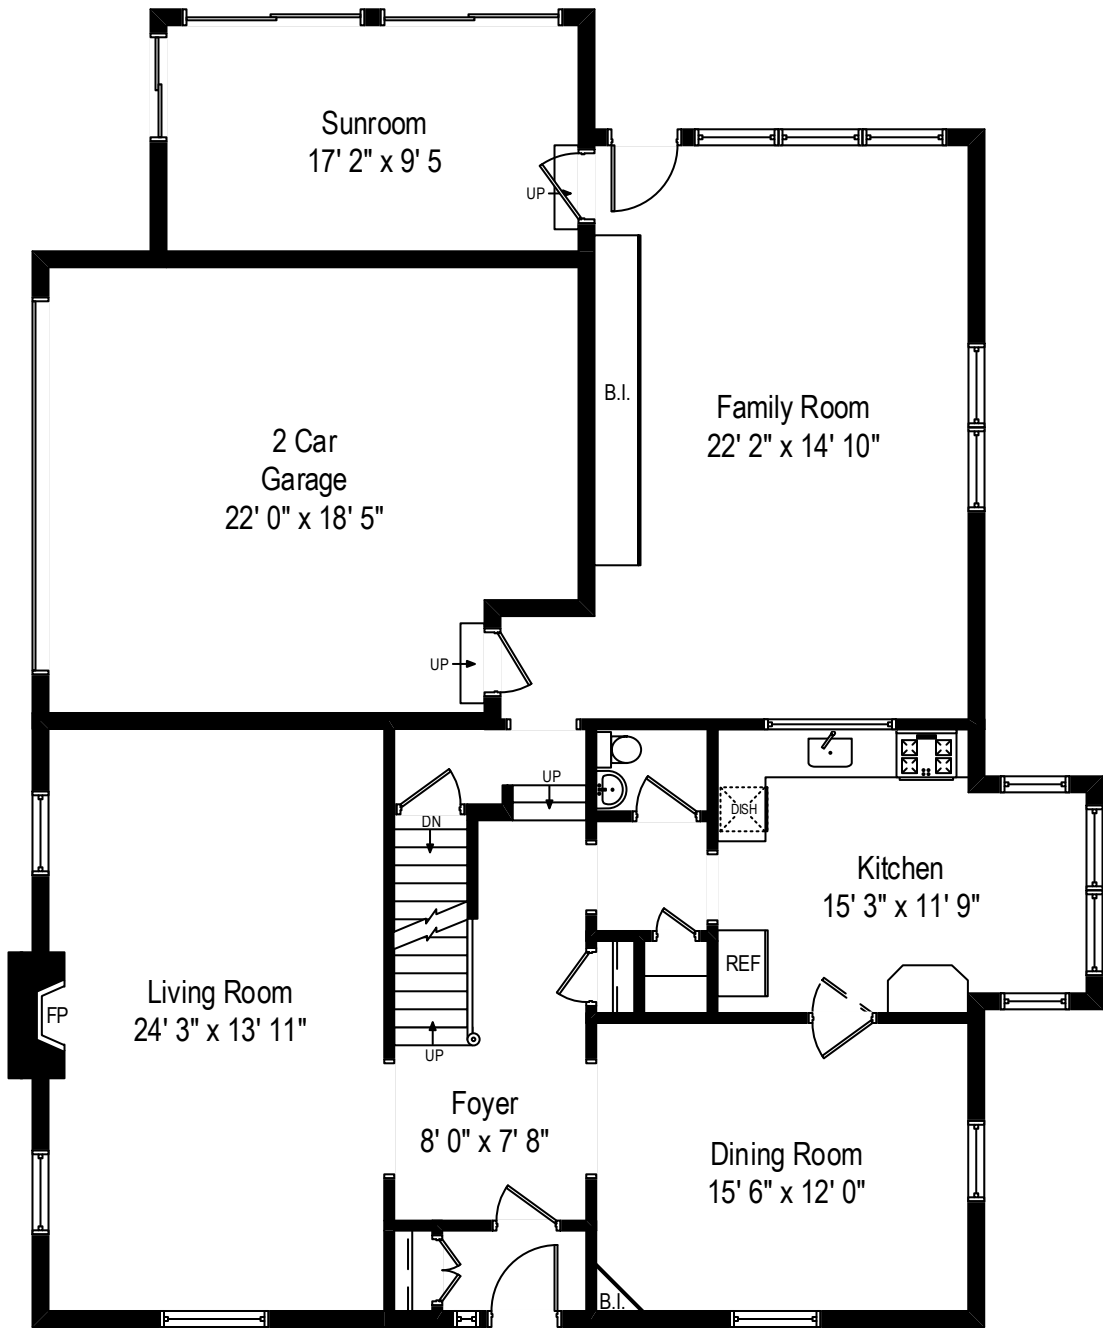 Sunroom
17' 2" x 9' 5
UP
B.I.
Family Room
22' 2" x 14' 10"
2 Car
Garage
22' 0" x 18' 5"
UP
UP
DN
DISH
Kitchen
15' 3" x 11' 9"
REF
Living Room
24' 3" x 13' 11"
FP
UP
Foyer
8' 0" x 7' 8"
Dining Room
15' 6" x 12' 0"
B.I.